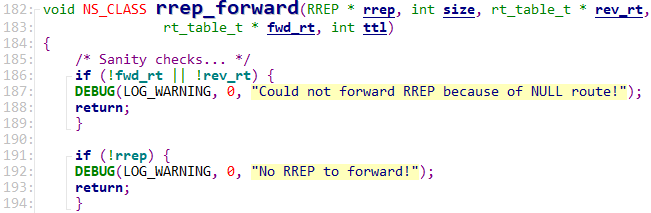 182: void NS_CLASS rrep_forward(RREP * rrep, int size, rt_table_t * rev_rt,
183: rt_table_t * fwd_rt, int ttl)
184: {
185: /* Sanity checks... */
186: if (!fwd_rt || !rev_rt) {
187: DEBUG(LOG_WARNING, 0, "Could not forward RREP because of NULL route!");
188: return;
189: }
190:
191: if (!rrep) {
192: DEBUG(LOG_WARNING, 0, "No RREP to forward!");
193: return;
194: }